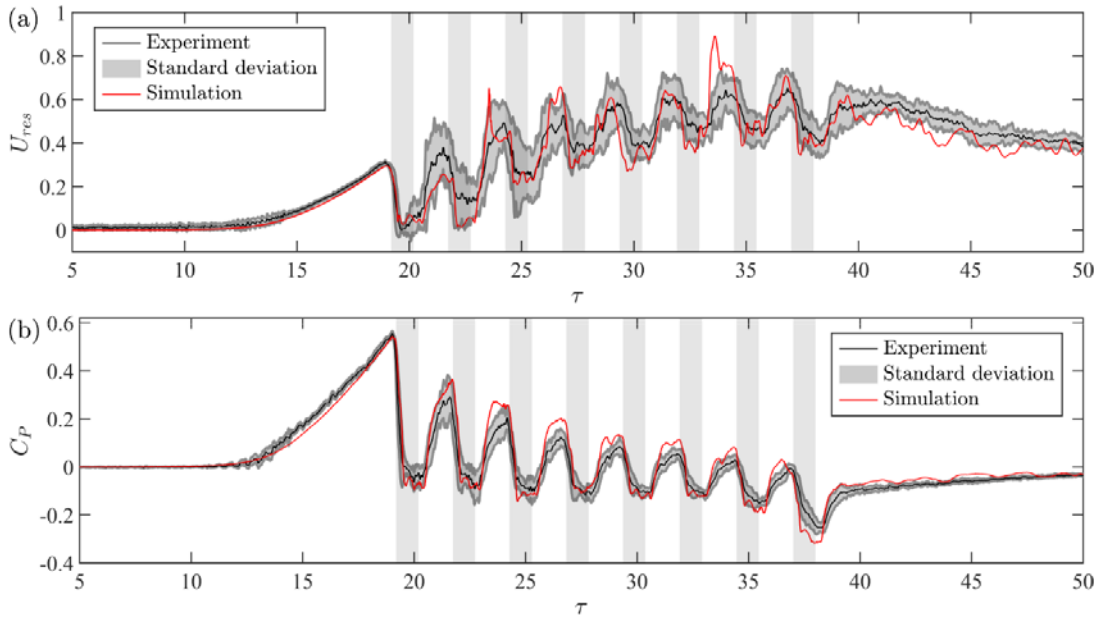 (a)
1
0.8
0.6
0.4
0.2
0
U_res
Experiment
Standard deviation
Simulation
5 10 15 20 25 30 35 40 45 50
τ
(b)
0.6
0.4
0.2
0
-0.2
-0.4
C_P
Experiment
Standard deviation
Simulation
5 10 15 20 25 30 35 40 45 50
τ